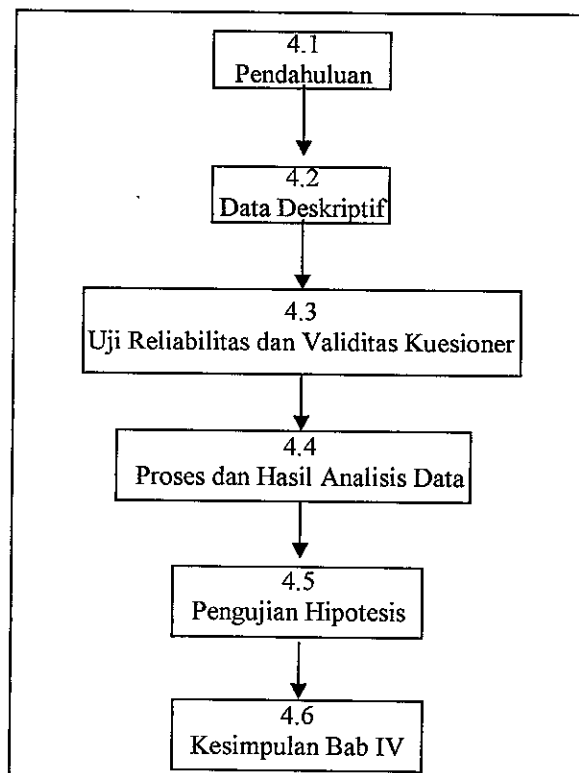 4.1
Pendahuluan
4.2
Data Deskriptif
4.3
Uji Reliabilitas dan Validitas Kuesioner
4.4
Proses dan Hasil Analisis Data
4.5
Pengujian Hipotesis
4.6
Kesimpulan Bab IV